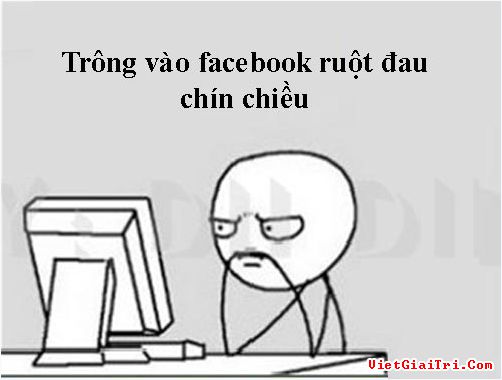 Trông vào facebook ruột đau
chín chiều
VietGiaiTri.Com